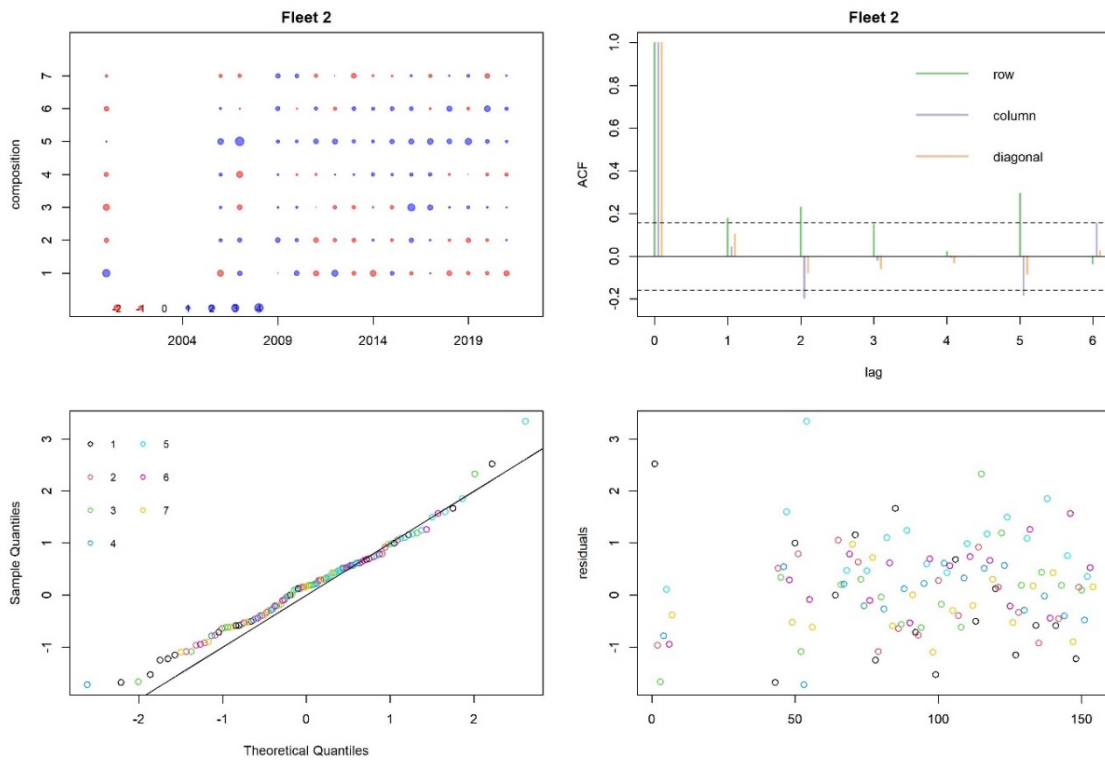 Fleet 2
composition
7
6
5
4
3
2
1
-2 -1 0 1 2 3 4
2004 2009 2014 2019
Fleet 2
ACF
1.0
0.8
0.6
0.4
0.2
0.0
-0.2
row
column
diagonal
0 1 2 3 4 5 6
lag
Sample Quantiles
3
2
1
0
-1
1 5
2 6
3 7
4
-2 -1 0 1 2
Theoretical Quantiles
residuals
3
2
1
0
-1
0 50 100 150